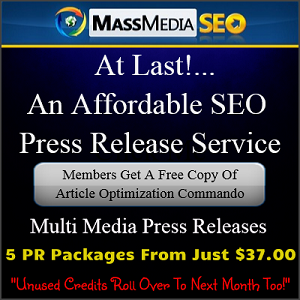 MassMedia SEO
At Last!...
An Affordable SEO
Press Release Service
Members Get A Free Copy Of
Article Optimization Commando
Multi Media Press Releases
5 PR Packages From Just $37.00
"Unused Credits Roll Over To Next Month Too!"